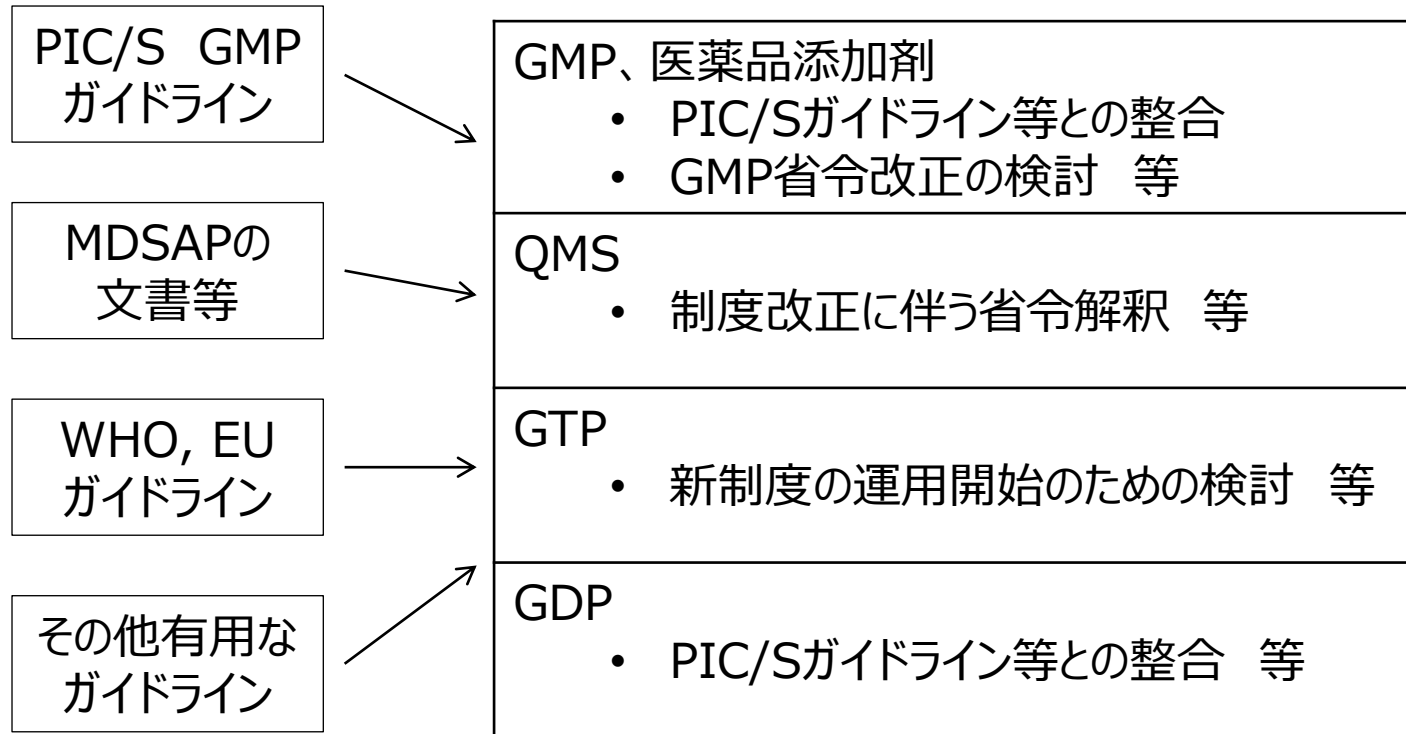 PIC/S GMP
ガイドライン
MDSAPの
文書等
WHO, EU
ガイドライン
その他有用な
ガイドライン
GMP、医薬品添加剤
• PIC/Sガイドライン等との整合
• GMP省令改正の検討　等
QMS
• 制度改正に伴う省令解釈　等
GTP
• 新制度の運用開始のための検討　等
GDP
• PIC/Sガイドライン等との整合　等